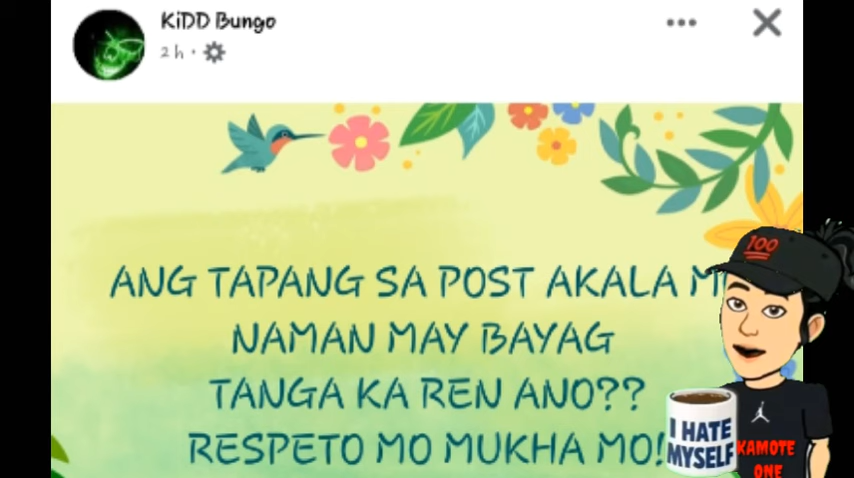 KiDD Bungo
2 h
ANG TAPANG SA POST AKALA
NAMAN MAY BAYAG
TANGA KA REN ANO??
RESPETO MO MUKHA MO!
100
I HATE
MYSELF
KAMOTE
ONE